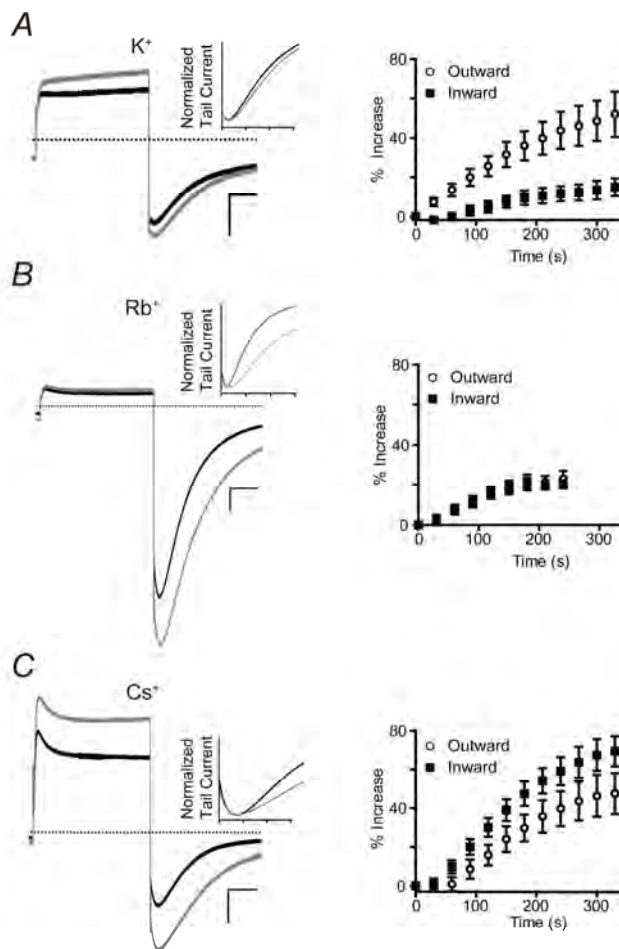 A
K+
Normalized
Tail Current
% Increase
80
40
0
Outward
Inward
0 100 200 300
Time (s)
B
Rb+
Normalized
Tail Current
% Increase
80
40
0
Outward
Inward
0 100 200 300
Time (s)
C
Cs+
Normalized
Tail Current
% Increase
80
40
0
Outward
Inward
0 100 200 300
Time (s)